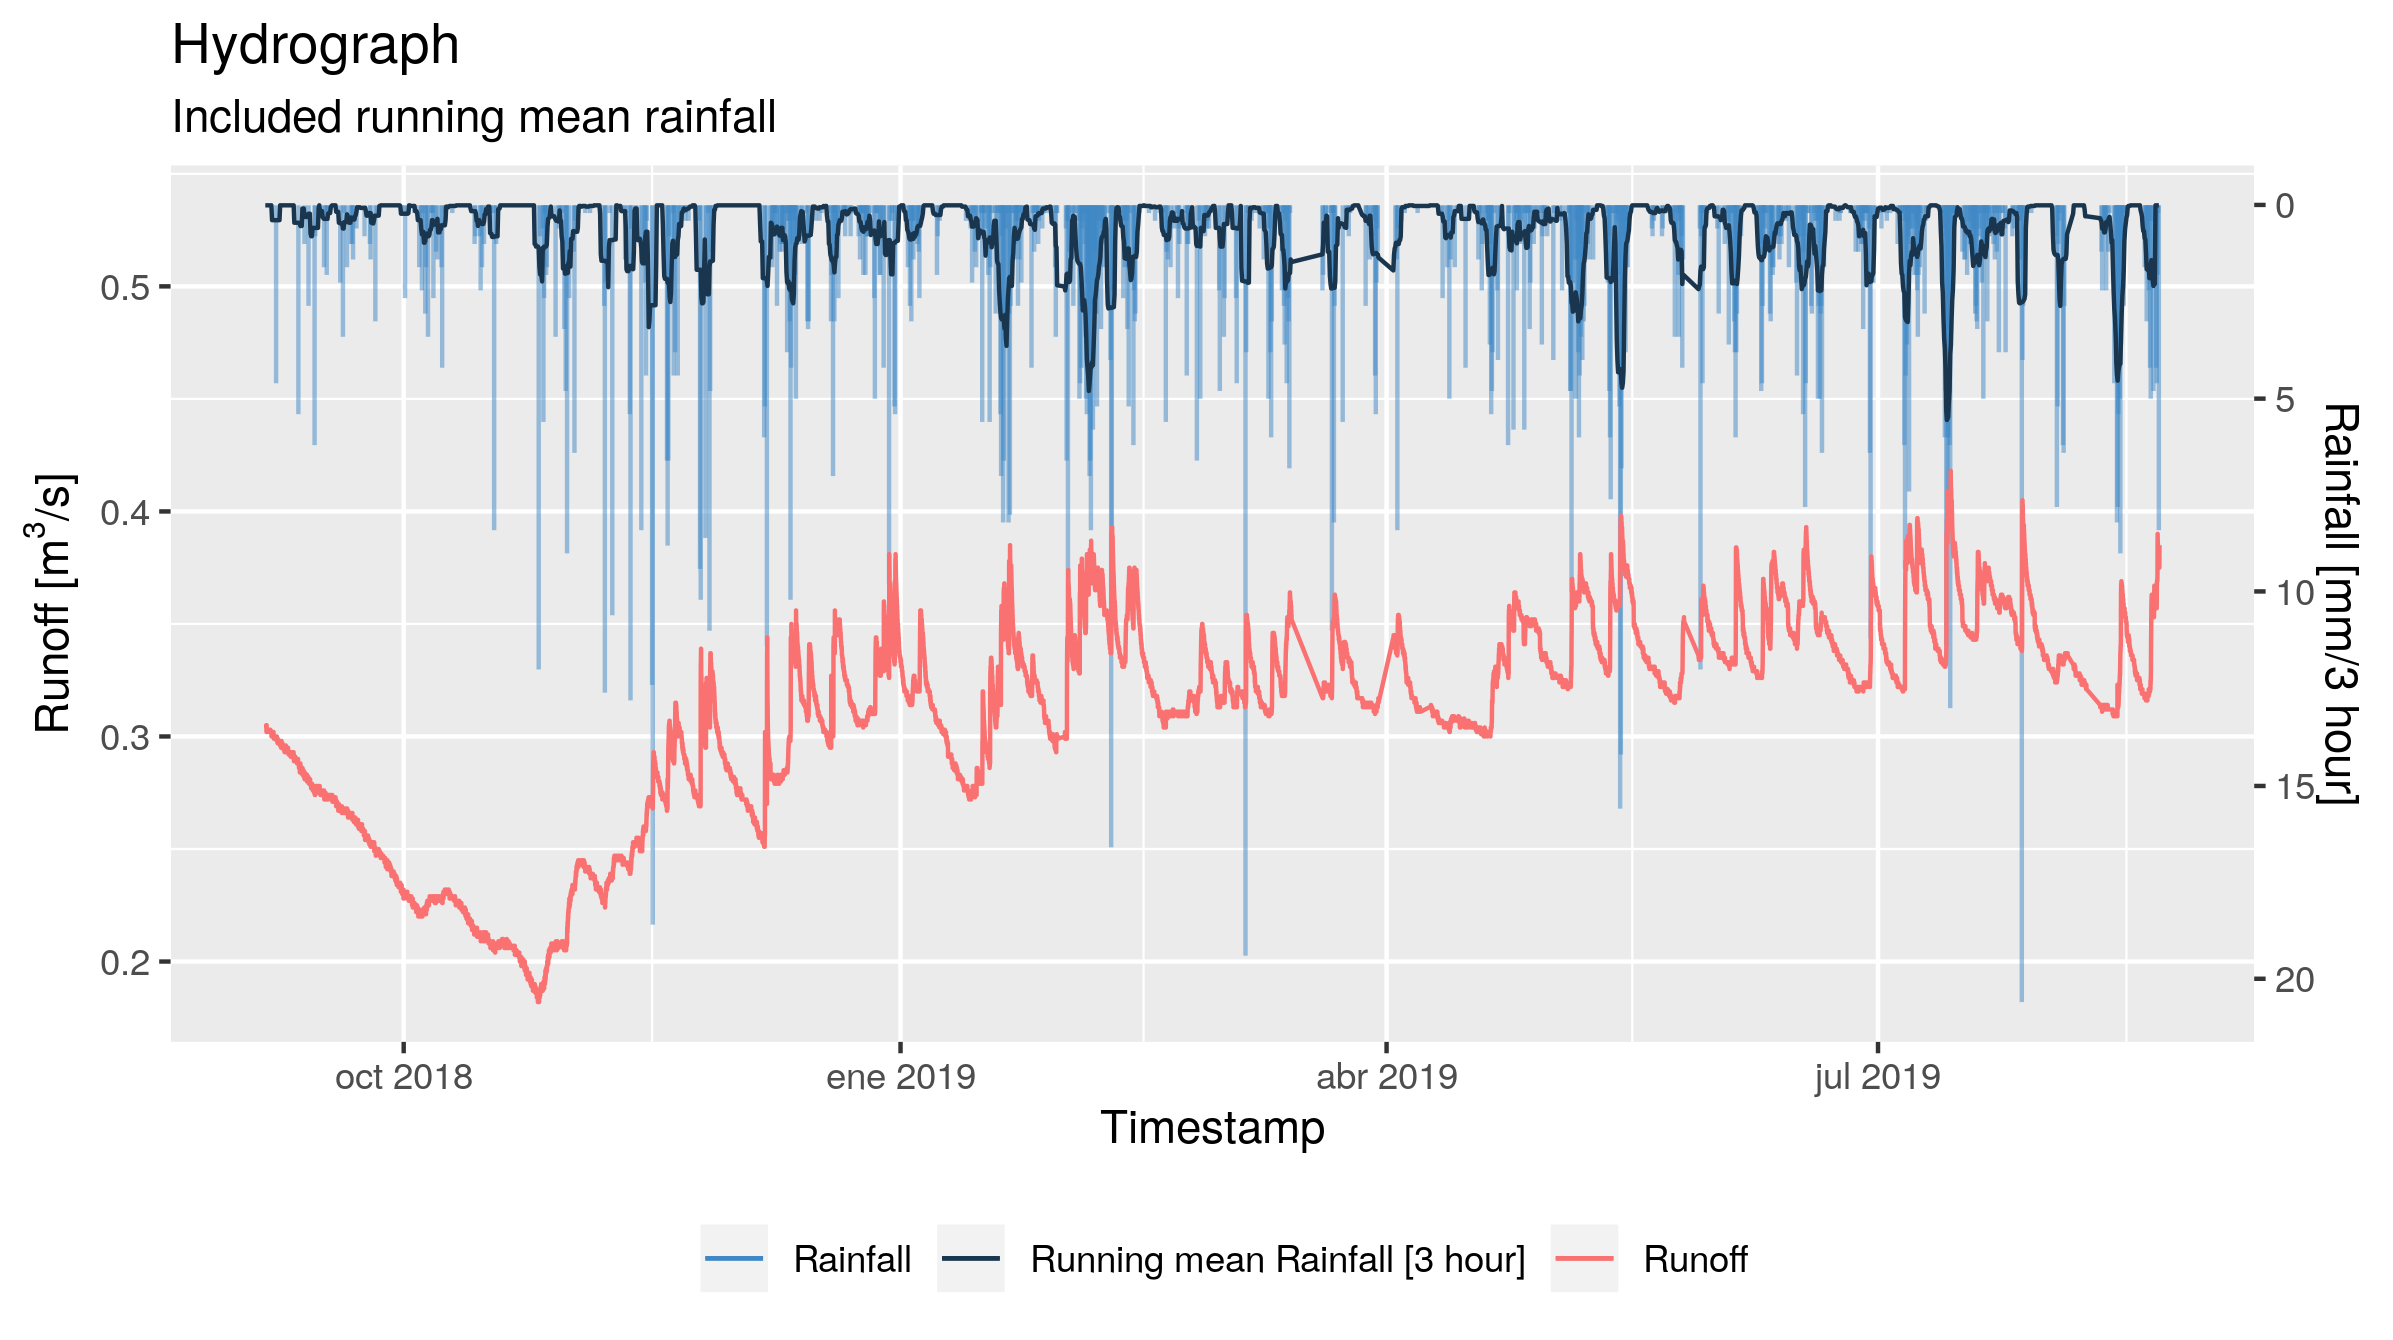 Hydrograph
Included running mean rainfall
Runoff [m³/s]
0.5
0.4
0.3
0.2
0
5
10
15
20
Rainfall [mm/3 hour]
oct 2018
ene 2019
abr 2019
jul 2019
Timestamp
Rainfall
Running mean Rainfall [3 hour]
Runoff